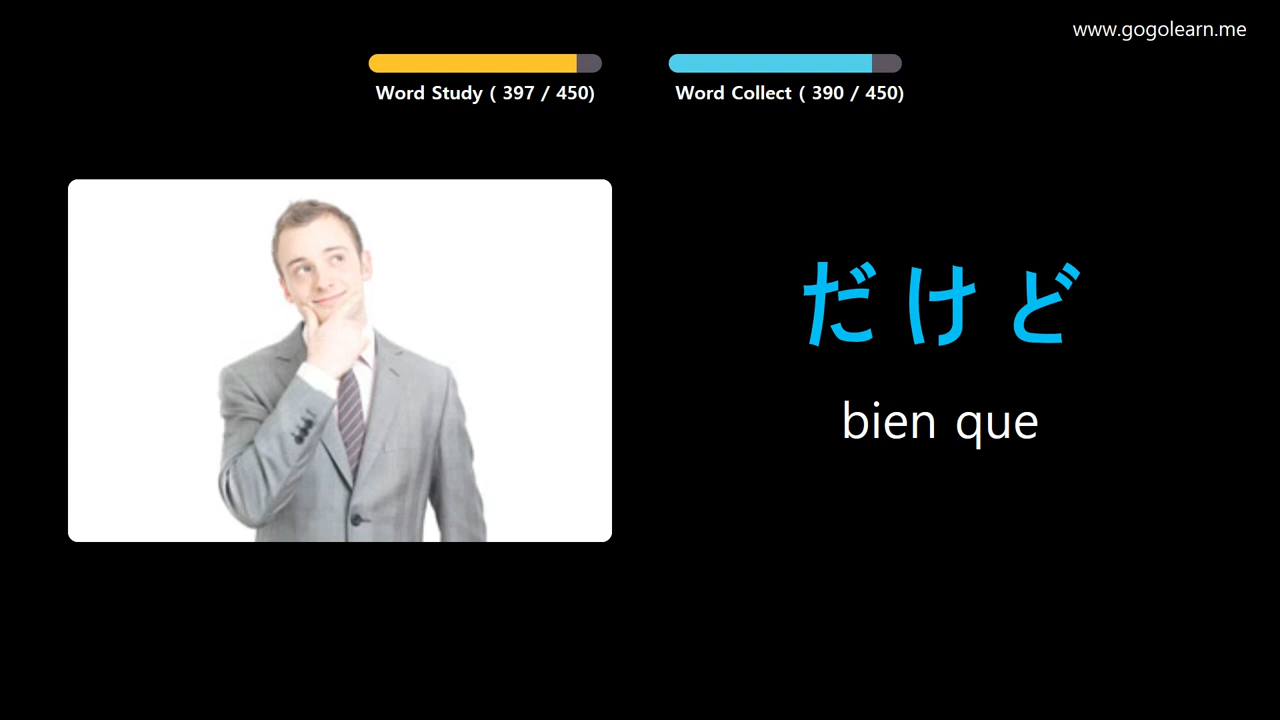 www.gogolearn.me
Word Study ( 397 / 450)
Word Collect ( 390 / 450)
だけど
bien que